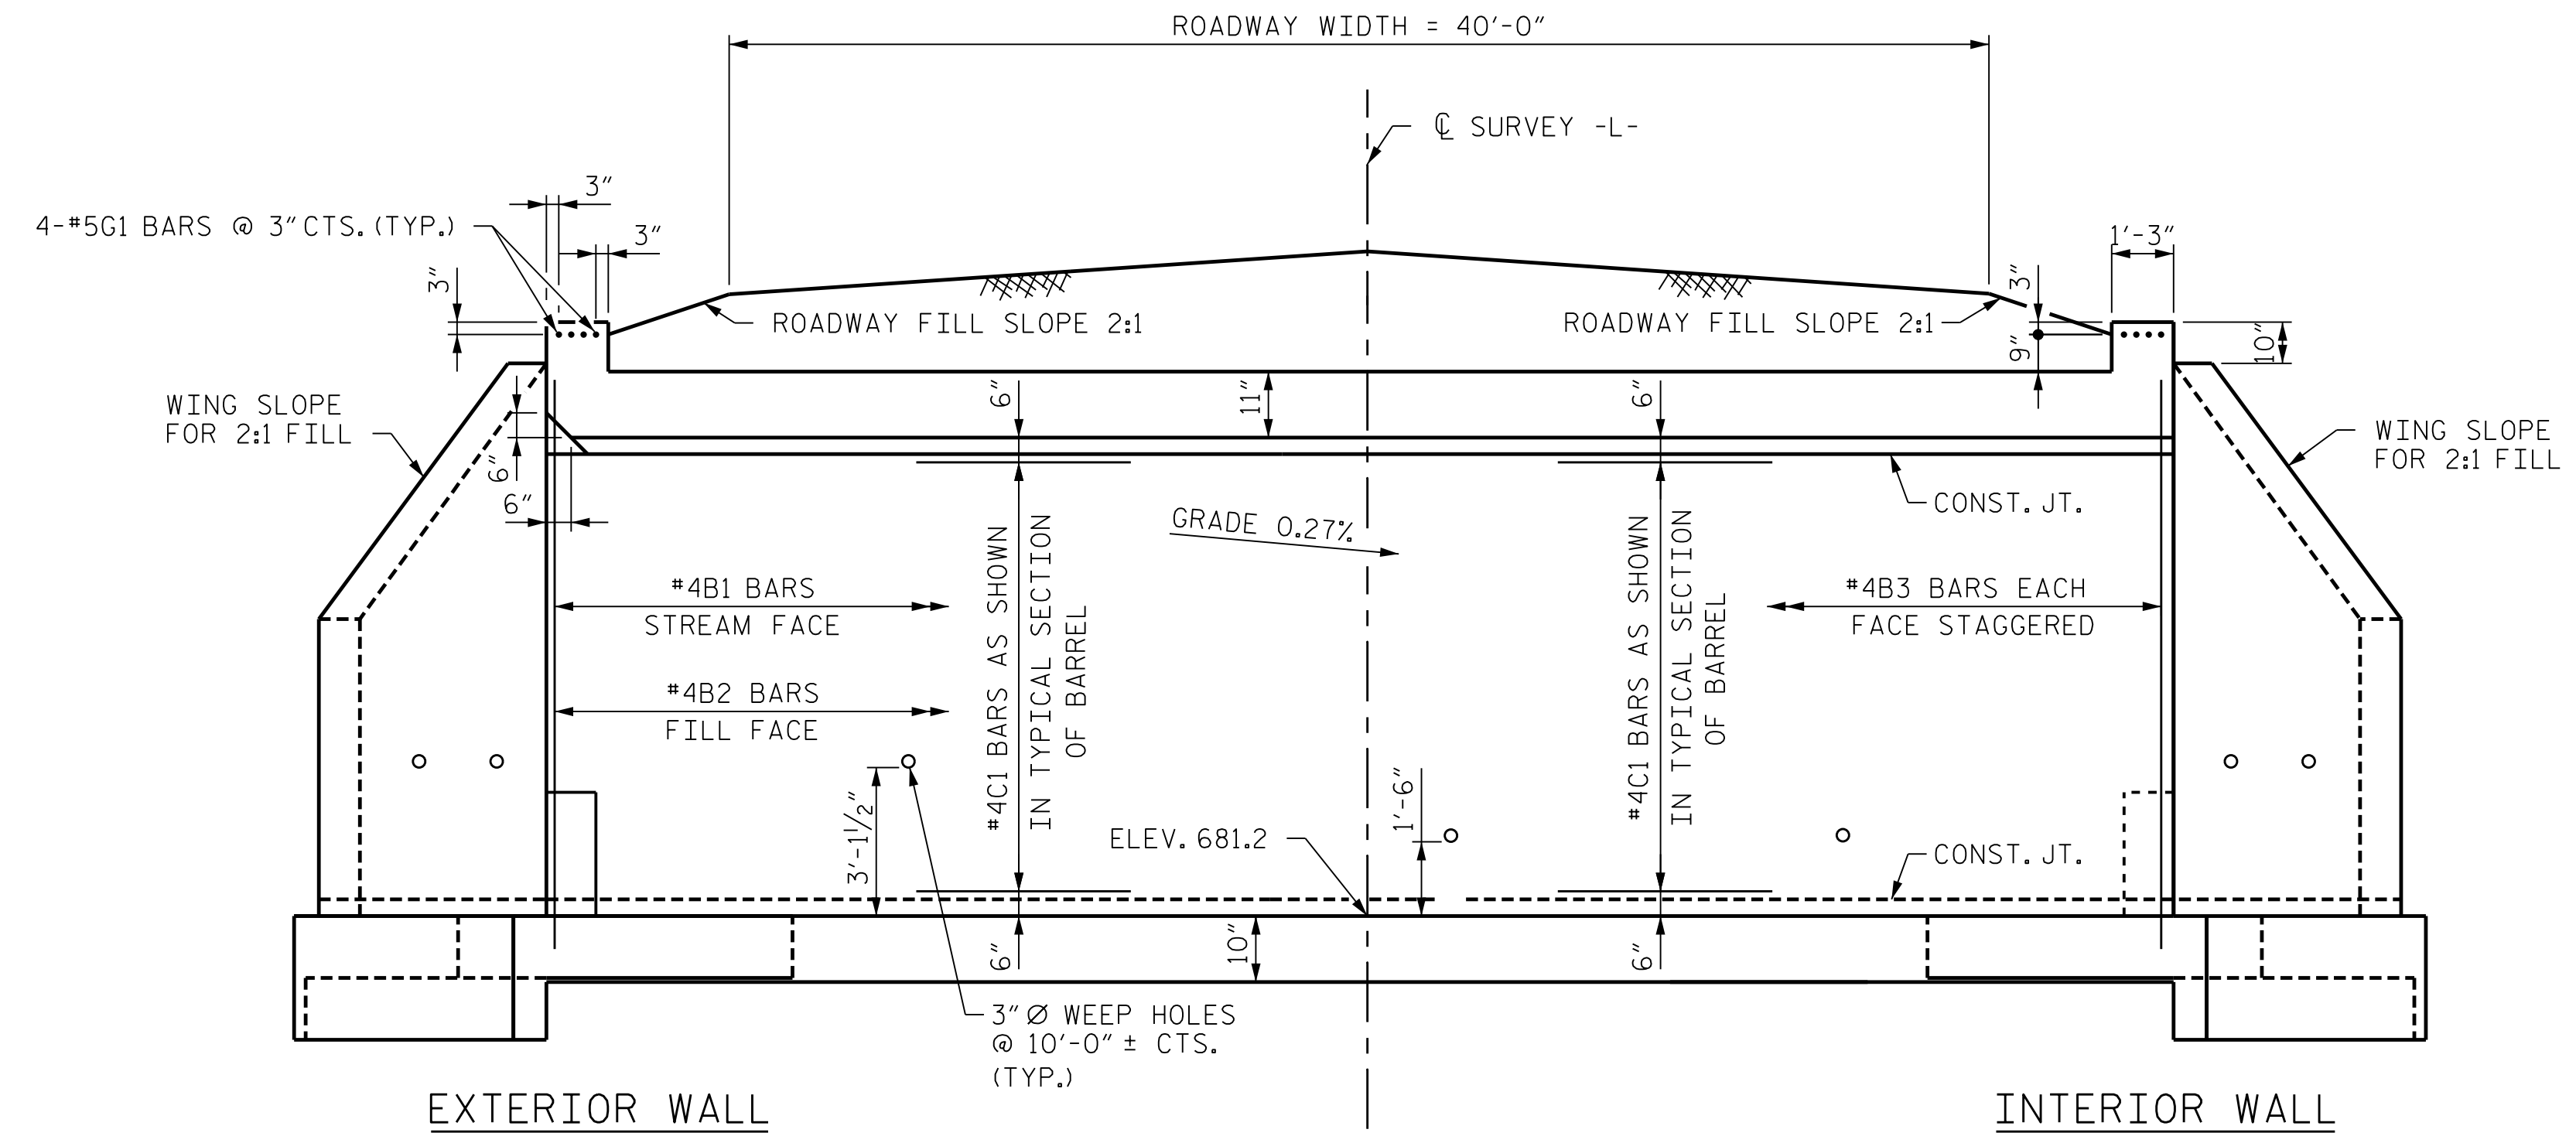 ROADWAY WIDTH = 40'-0"
℄ SURVEY -L-
3"
4-#5G1 BARS @ 3"CTS.(TYP.)
3"
1'-3"
3"
3"
ROADWAY FILL SLOPE 2:1
ROADWAY FILL SLOPE 2:1
9"
10"
6"
11"
6"
WING SLOPE
FOR 2:1 FILL
WING SLOPE
FOR 2:1 FILL
6"
6"
CONST. JT.
GRADE 0.27%
#4C1 BARS AS SHOWN
IN TYPICAL SECTION
OF BARREL
#4C1 BARS AS SHOWN
IN TYPICAL SECTION
OF BARREL
#4B1 BARS
STREAM FACE
#4B3 BARS EACH
FACE STAGGERED
#4B2 BARS
FILL FACE
3'-1 1/2"
1'-6"
ELEV. 681.2
CONST. JT.
6"
10"
6"
3"Ø WEEP HOLES
@ 10'-0"± CTS.
(TYP.)
EXTERIOR WALL
INTERIOR WALL